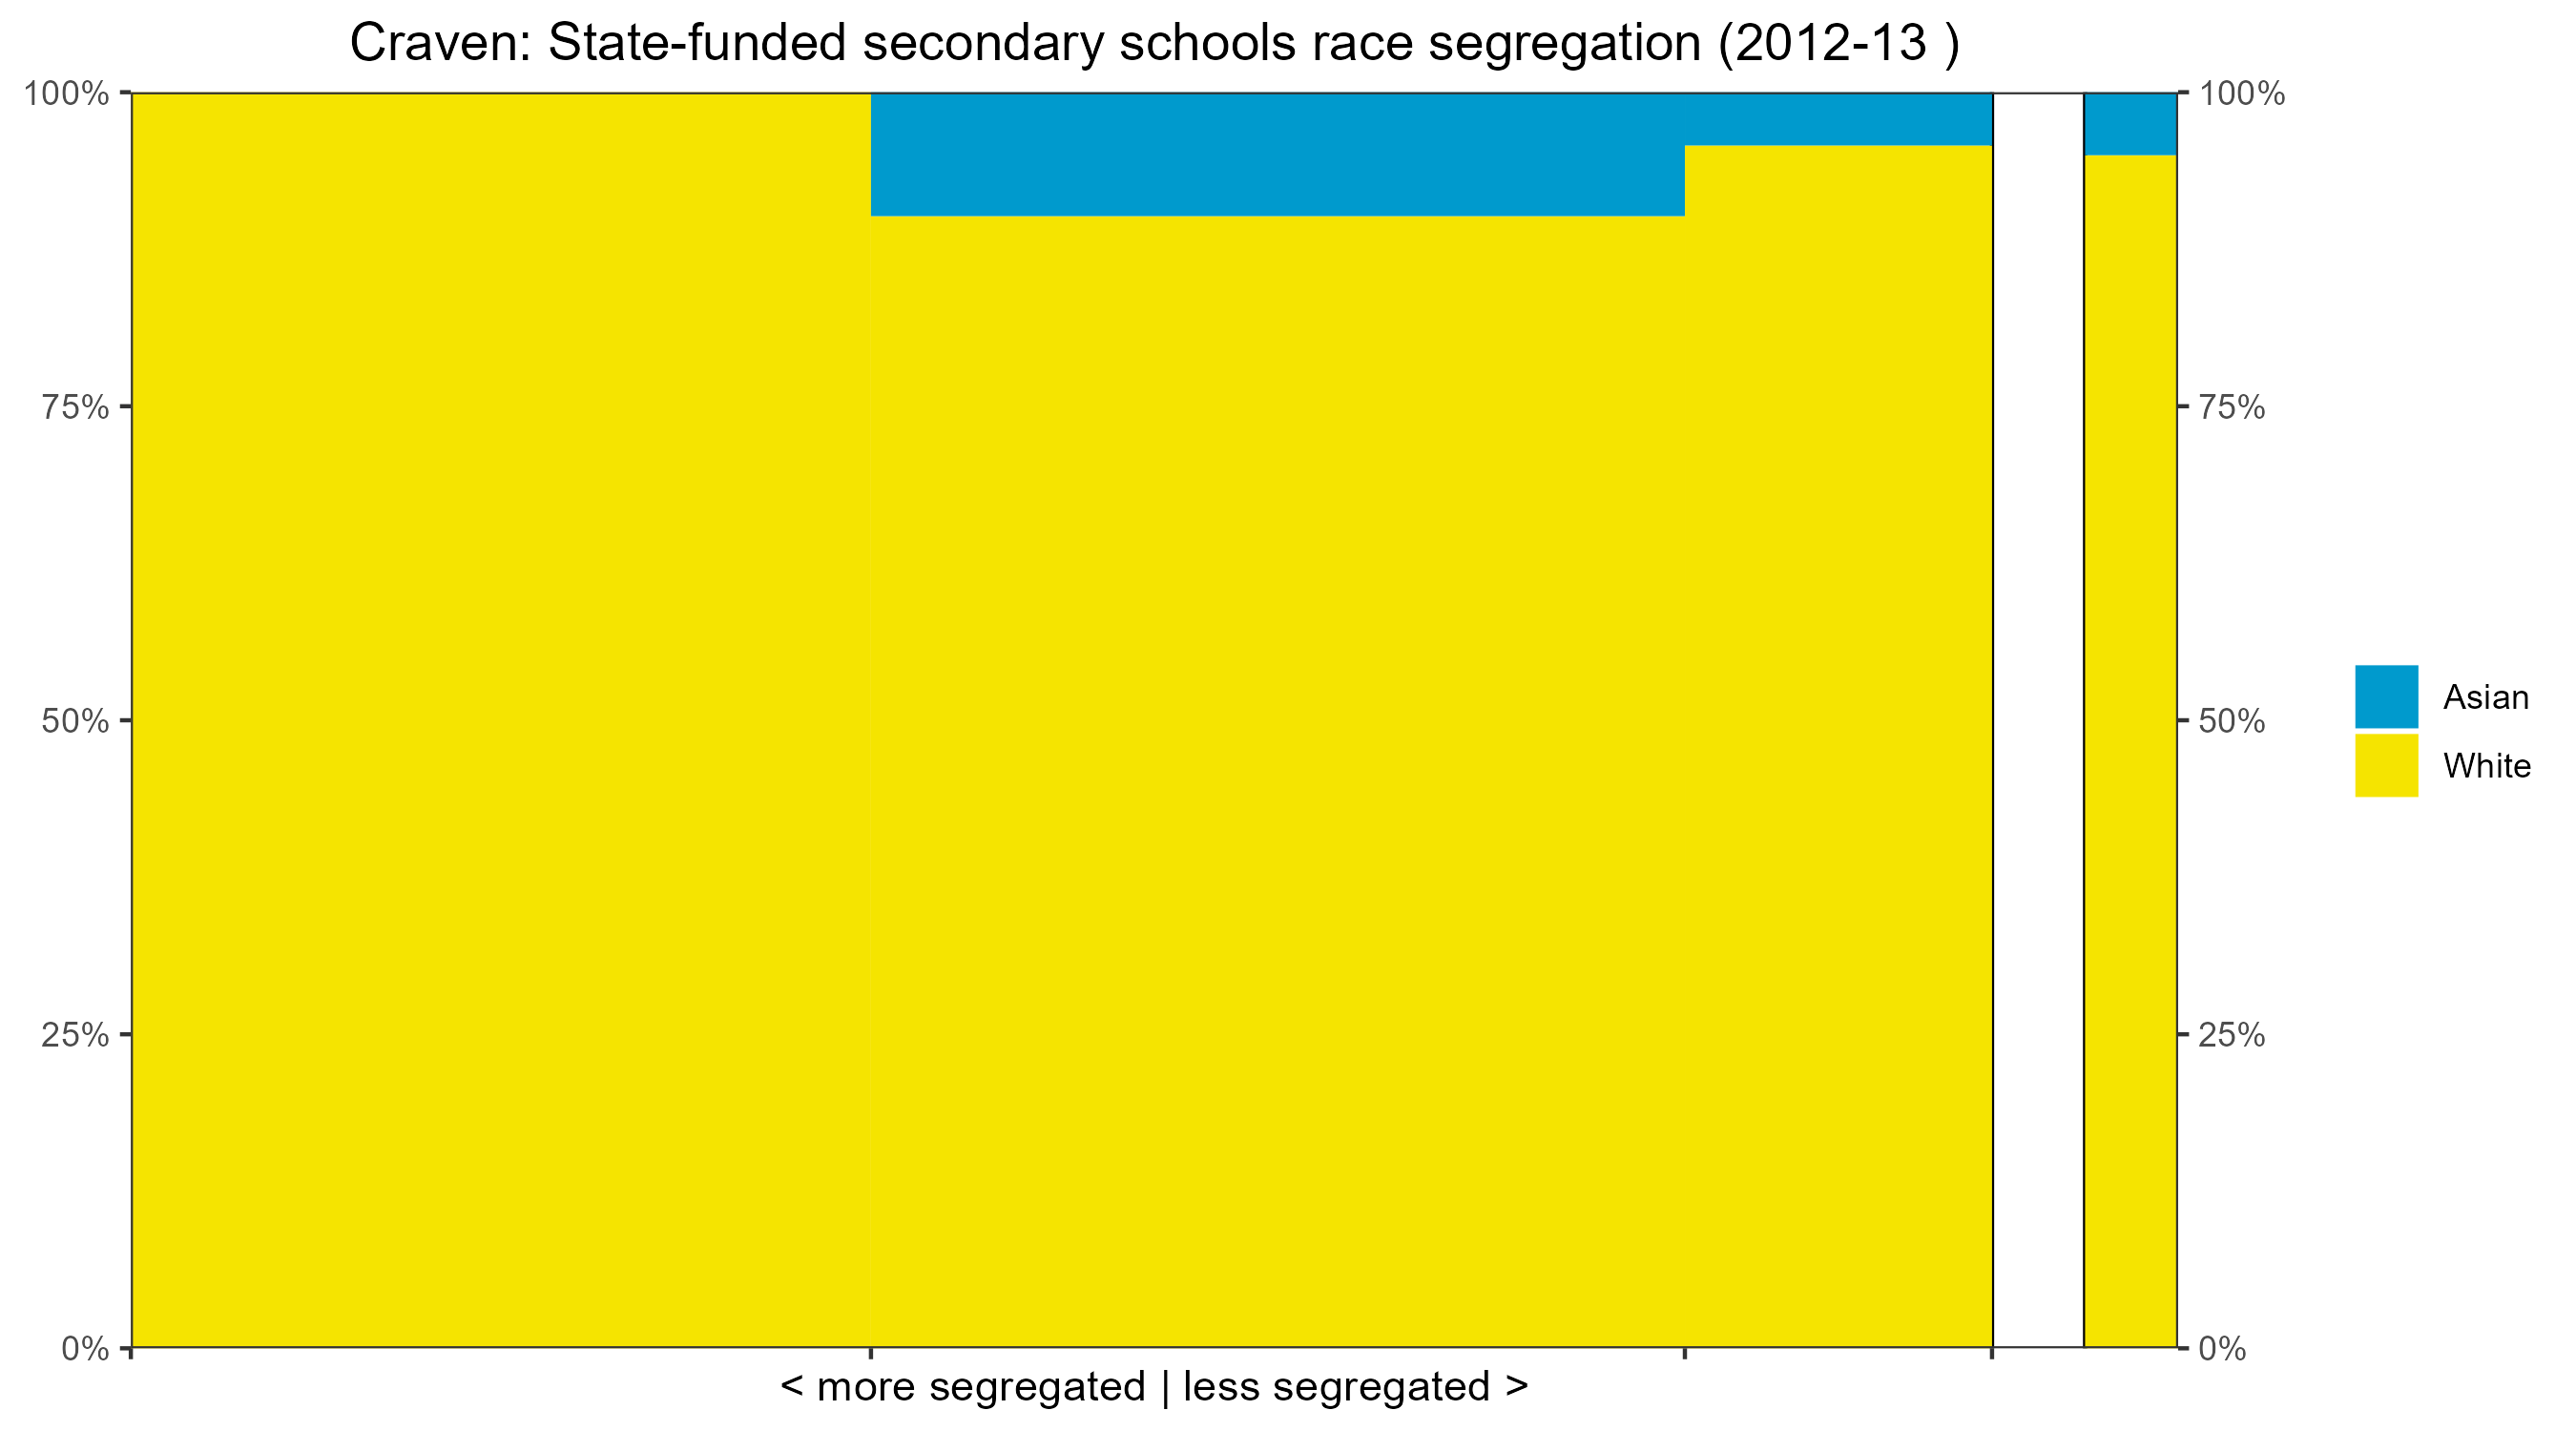 Craven: State-funded secondary schools race segregation (2012-13 )
100%
75%
50%
25%
0%
100%
75%
50%
25%
0%
Asian
White
< more segregated | less segregated >